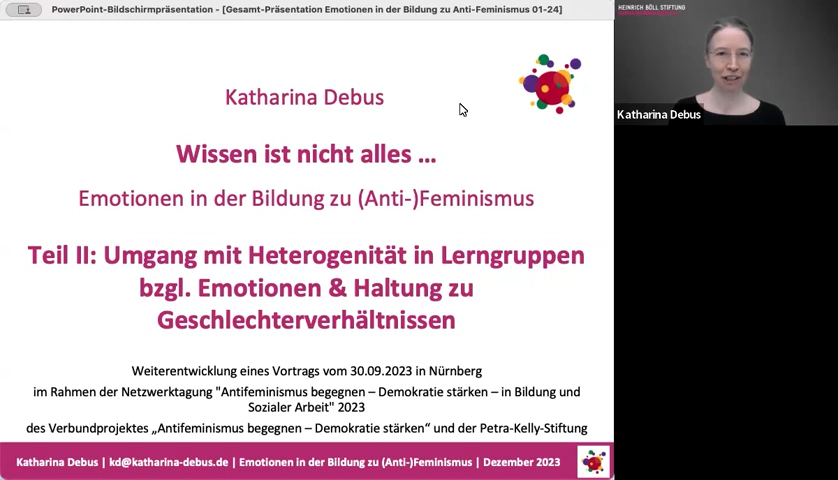 PowerPoint-Bildschirmpräsentation - [Gesamt-Präsentation Emotionen in der Bildung zu Anti-Feminismus 01-24]
HEINRICH BÖLL STIFTUNG
Katharina Debus
Katharina Debus
Wissen ist nicht alles ...
Emotionen in der Bildung zu (Anti-)Feminismus
Teil II: Umgang mit Heterogenität in Lerngruppen
bzgl. Emotionen & Haltung zu
Geschlechterverhältnissen
Weiterentwicklung eines Vortrags vom 30.09.2023 in Nürnberg
im Rahmen der Netzwerktagung "Antifeminismus begegnen – Demokratie stärken – in Bildung und
Sozialer Arbeit" 2023
des Verbundprojektes „Antifeminismus begegnen – Demokratie stärken“ und der Petra-Kelly-Stiftung
Katharina Debus | kd@katharina-debus.de | Emotionen in der Bildung zu (Anti-)Feminismus | Dezember 2023